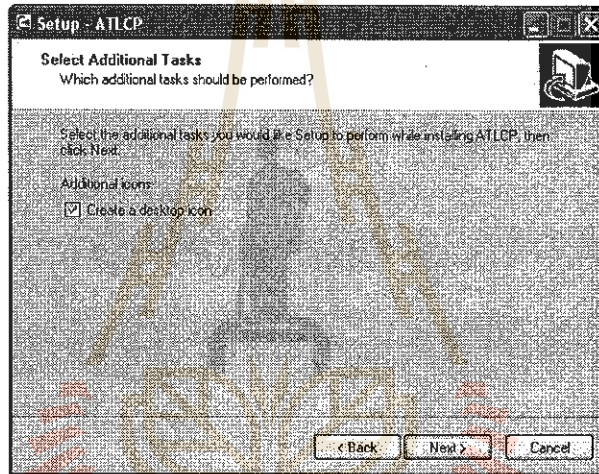 Setup - ATLCP
Select Additional Tasks
Which additional tasks should be performed?
Select the additional tasks you would like Setup to perform while installing ATLCP, then
click Next.
Additional icons:
Create a desktop icon
< Back
Next >
Cancel